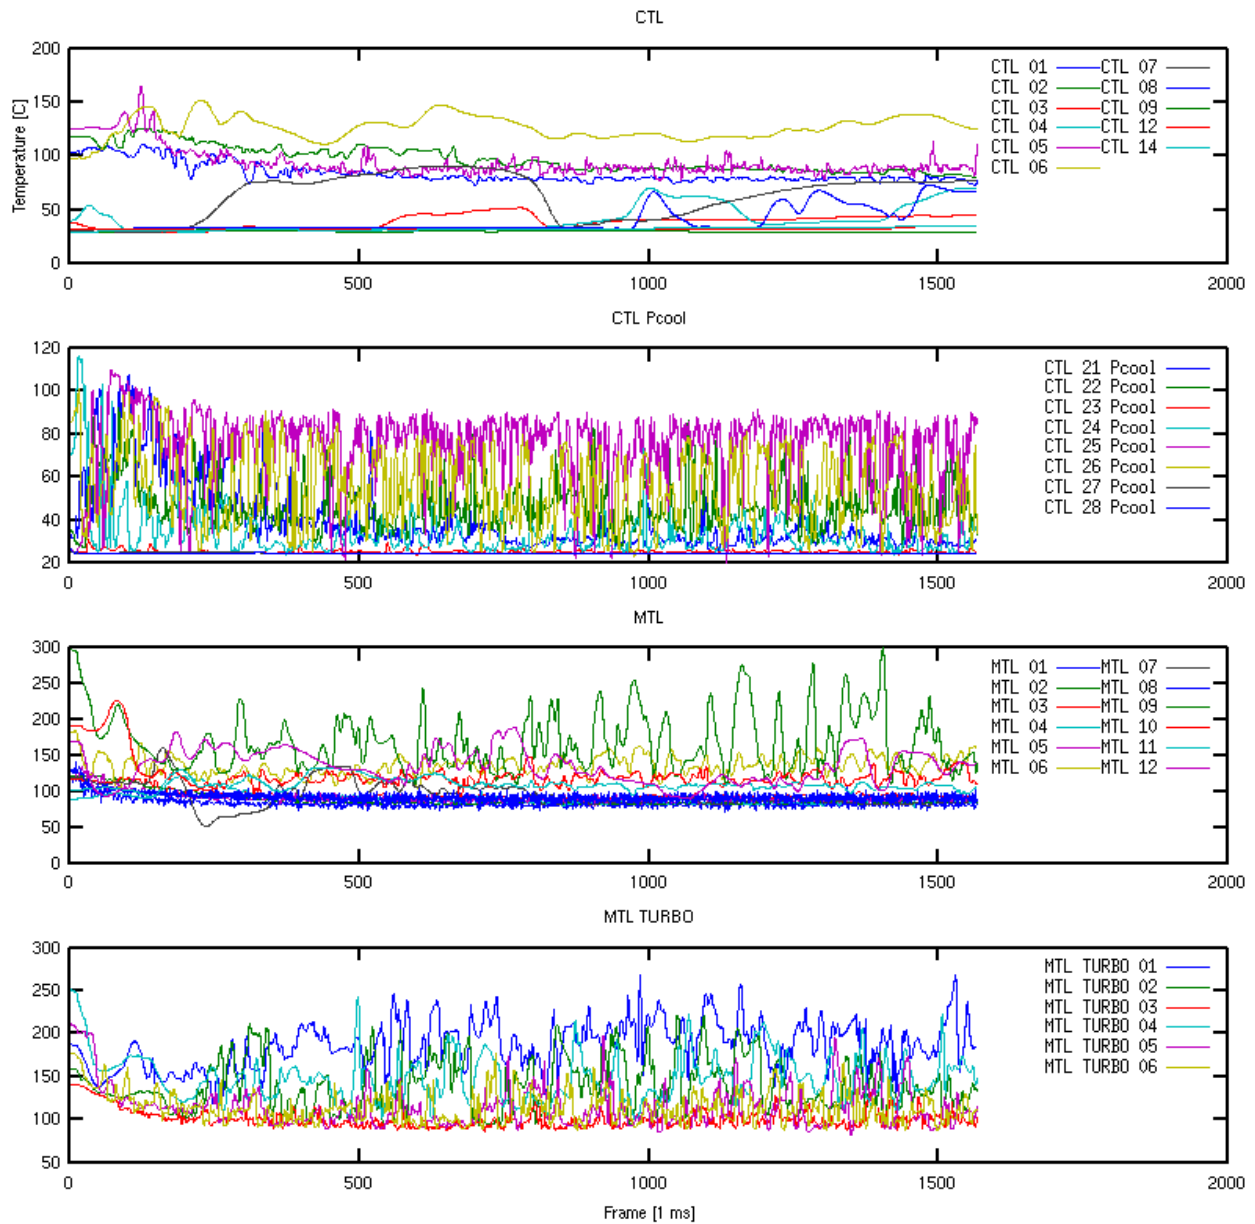 CTL
Temperature [C]
200
150
100
50
0
0 500 1000 1500 2000
CTL 01 CTL 07
CTL 02 CTL 08
CTL 03 CTL 09
CTL 04 CTL 12
CTL 05 CTL 14
CTL 06
CTL Pcool
120
100
80
60
40
20
0 500 1000 1500 2000
CTL 21 Pcool
CTL 22 Pcool
CTL 23 Pcool
CTL 24 Pcool
CTL 25 Pcool
CTL 26 Pcool
CTL 27 Pcool
CTL 28 Pcool
MTL
300
250
200
150
100
50
0
0 500 1000 1500 2000
MTL 01 MTL 07
MTL 02 MTL 08
MTL 03 MTL 09
MTL 04 MTL 10
MTL 05 MTL 11
MTL 06 MTL 12
MTL TURBO
300
250
200
150
100
50
0 500 1000 1500 2000
MTL TURBO 01
MTL TURBO 02
MTL TURBO 03
MTL TURBO 04
MTL TURBO 05
MTL TURBO 06
Frame [1 ms]